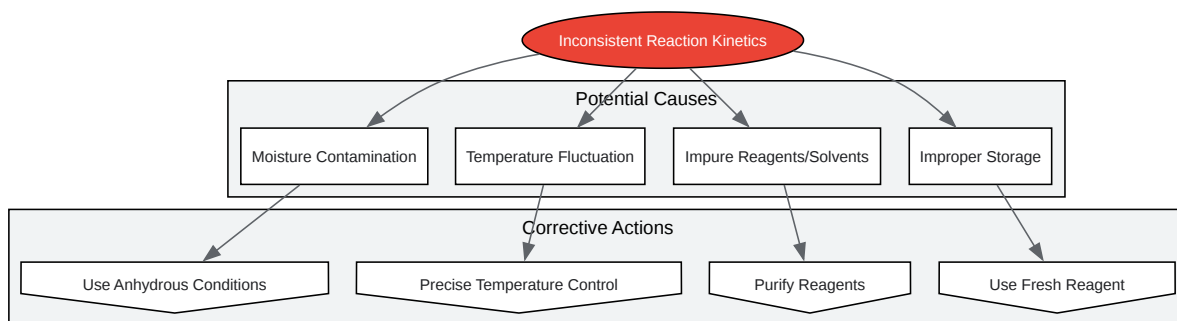 Inconsistent Reaction Kinetics
Potential Causes
Moisture Contamination
Temperature Fluctuation
Impure Reagents/Solvents
Improper Storage
Corrective Actions
Use Anhydrous Conditions
Precise Temperature Control
Purify Reagents
Use Fresh Reagent